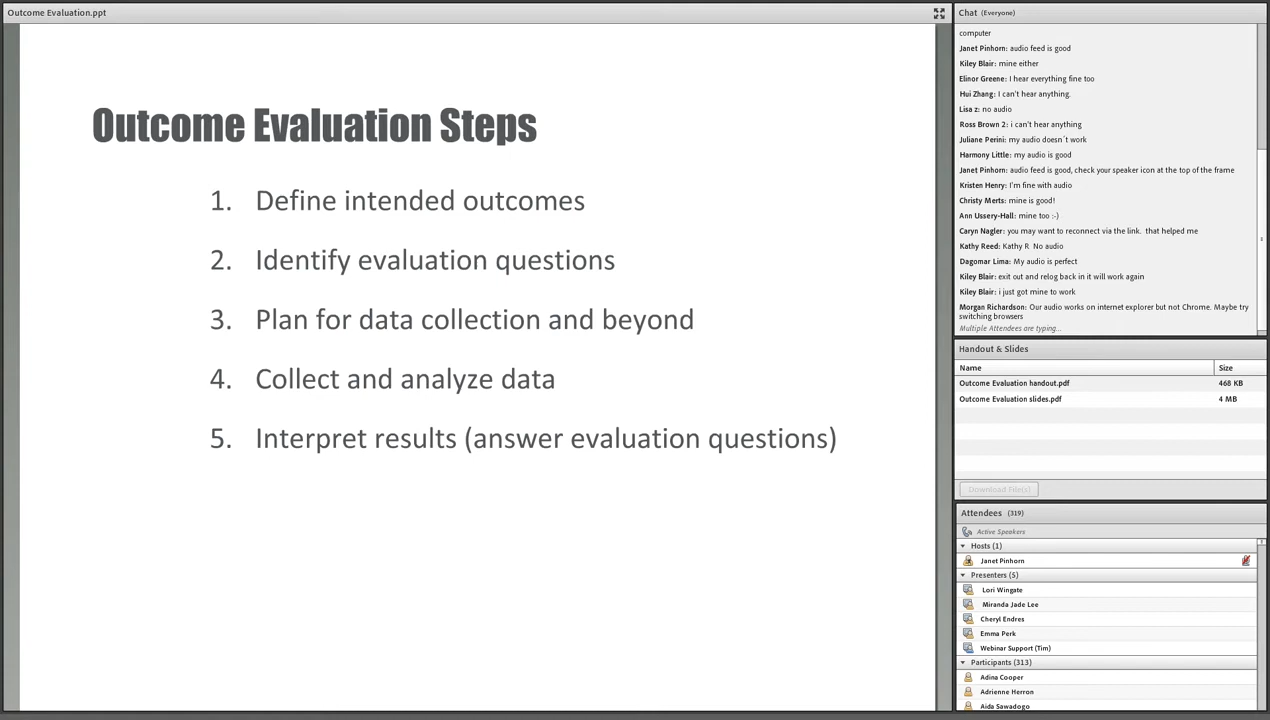 Outcome Evaluation.ppt
Outcome Evaluation Steps
1. Define intended outcomes
2. Identify evaluation questions
3. Plan for data collection and beyond
4. Collect and analyze data
5. Interpret results (answer evaluation questions)
Chat (Everyone)
computer
Janet Pinhorn: audio feed is good
Kiley Blair: mine either
Elinor Greene: I hear everything fine too
Hui Zhang: I can't hear anything.
Lisa z: no audio
Ross Brown 2: i can't hear anything
Juliane Perini: my audio doesn´t work
Harmony Little: my audio is good
Janet Pinhorn: audio feed is good, check your speaker icon at the top of the frame
Kristen Henry: I'm fine with audio
Christy Merts: mine is good!
Ann Ussery-Hall: mine too :-)
Caryn Nagler: you may want to reconnect via the link. that helped me
Kathy Reed: Kathy R No audio
Dagomar Lima: My audio is perfect
Kiley Blair: exit out and relog back in it will work again
Kiley Blair: i just got mine to work
Morgan Richardson: Our audio works on internet explorer but not Chrome. Maybe try
switching browsers
Multiple Attendees are typing...
Handout & Slides
Name Size
Outcome Evaluation handout.pdf 468 KB
Outcome Evaluation slides.pdf 4 MB
Download File(s)
Attendees (319)
Active Speakers
Hosts (1)
Janet Pinhorn
Presenters (5)
Lori Wingate
Miranda Jade Lee
Cheryl Endres
Emma Perk
Webinar Support (Tim)
Participants (313)
Adina Cooper
Adrienne Herron
Aida Sawadogo